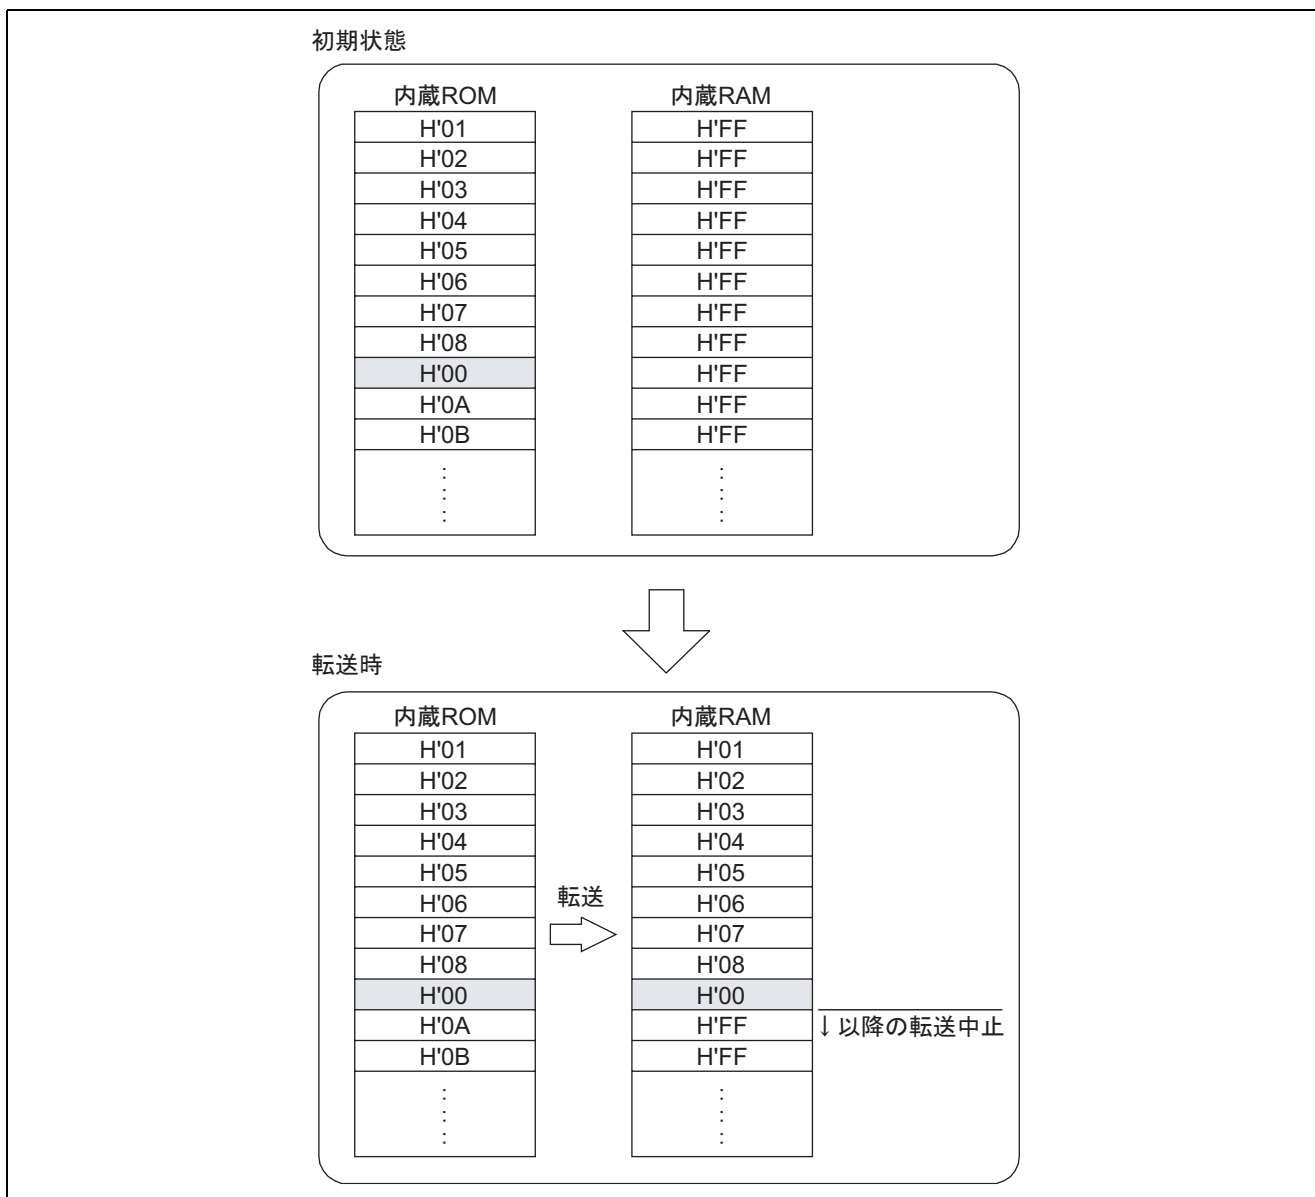 初期状態
内蔵ROM 内蔵RAM
H'01 H'FF
H'02 H'FF
H'03 H'FF
H'04 H'FF
H'05 H'FF
H'06 H'FF
H'07 H'FF
H'08 H'FF
H'00 H'FF
H'0A H'FF
H'0B H'FF
転送時
内蔵ROM 内蔵RAM
H'01 H'01
H'02 H'02
H'03 H'03
H'04 H'04
H'05 H'05
H'06 転送 H'06
H'07 H'07
H'08 H'08
H'00 H'00
H'0A H'FF ↓以降の転送中止
H'0B H'FF